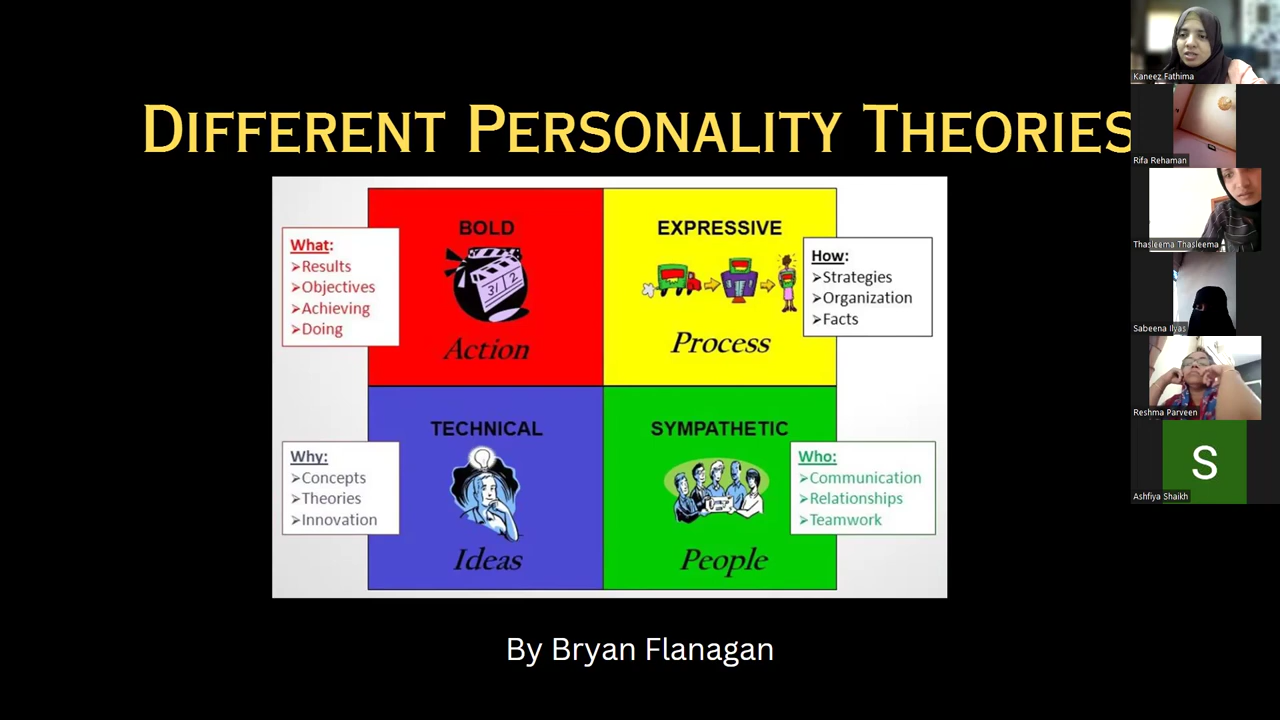 DIFFERENT PERSONALITY THEORIES
BOLD
What:
➢Results
➢Objectives
➢Achieving
➢Doing
31 2
Action
EXPRESSIVE
How:
➢Strategies
➢Organization
➢Facts
Process
TECHNICAL
Why:
➢Concepts
➢Theories
➢Innovation
Ideas
SYMPATHETIC
Who:
➢Communication
➢Relationships
➢Teamwork
People
By Bryan Flanagan
Kaneez Fathima
Rifa Rehaman
Thasleema Thasleema
Sabeena Ilyas
Reshma Parveen
S
Ashfiya Shaikh